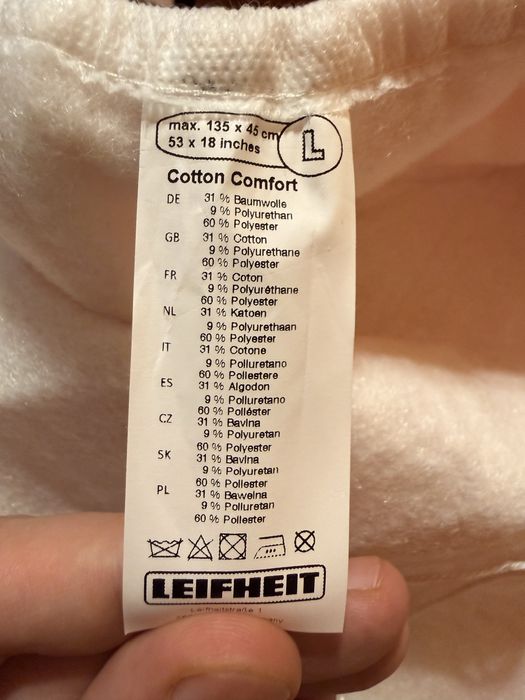 max. 135 x 45 cm
53 x 18 inches
L
Cotton Comfort
DE 31 % Baumwolle
9 % Polyurethan
60 % Polyester
GB 31 % Cotton
9 % Polyurethane
60 % Polyester
FR 31 % Coton
9 % Polyuréthane
60 % Polyester
NL 31 % Katoen
9 % Polyurethaan
60 % Polyester
IT 31 % Cotone
9 % Poliuretano
60 % Poliestere
ES 31 % Algodon
9 % Poliuretano
60 % Poliéster
CZ 31 % Bavlna
9 % Polyuretan
60 % Polyester
SK 31 % Bavlna
9 % Polyuretan
60 % Poliester
PL 31 % Bawelna
9 % Poliuretan
60 % Poliester
LEIFHEIT
Leifheitstraße 1